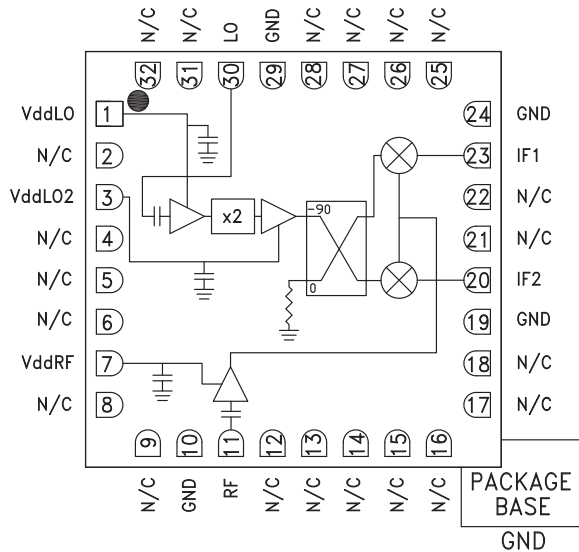 N/C N/C LO GND N/C N/C N/C N/C
32 31 30 29 28 27 26 25
VddLO 1
N/C 2
VddLO2 3
N/C 4
N/C 5
N/C 6
VddRF 7
N/C 8
24 GND
23 IF1
22 N/C
21 N/C
20 IF2
19 GND
18 N/C
17 N/C
x2
-90
0
9 10 11 12 13 14 15 16
N/C GND RF N/C N/C N/C N/C N/C
PACKAGE
BASE
GND